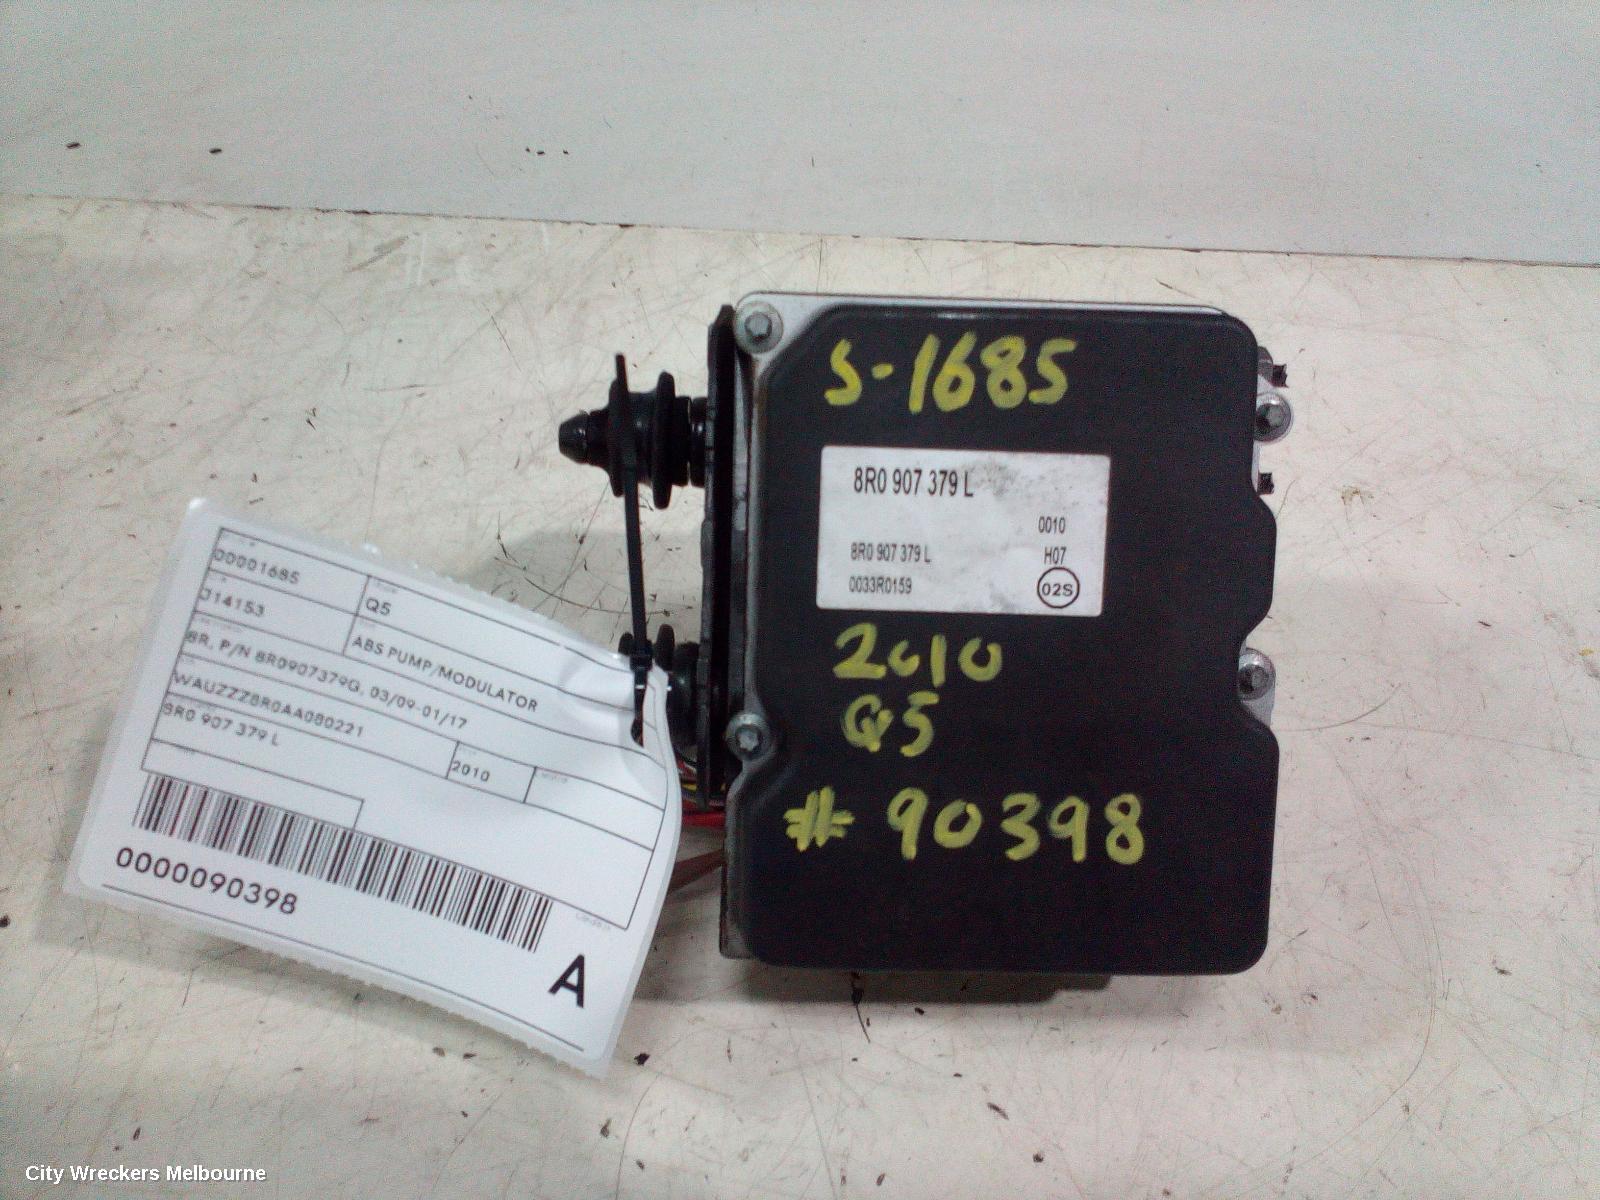 S-1685
8R0 907 379 L
0010
8R0 907 379 L
H07
0033R0159
02S
2010
Q5
#90398
00001685
Q5
J14153
ABS PUMP/MODULATOR
8R, P/N 8R0907379G, 03/09-01/17
WAUZZZ8R0AA080221
2010
8R0 907 379 L
0000090398
A
City Wreckers Melbourne